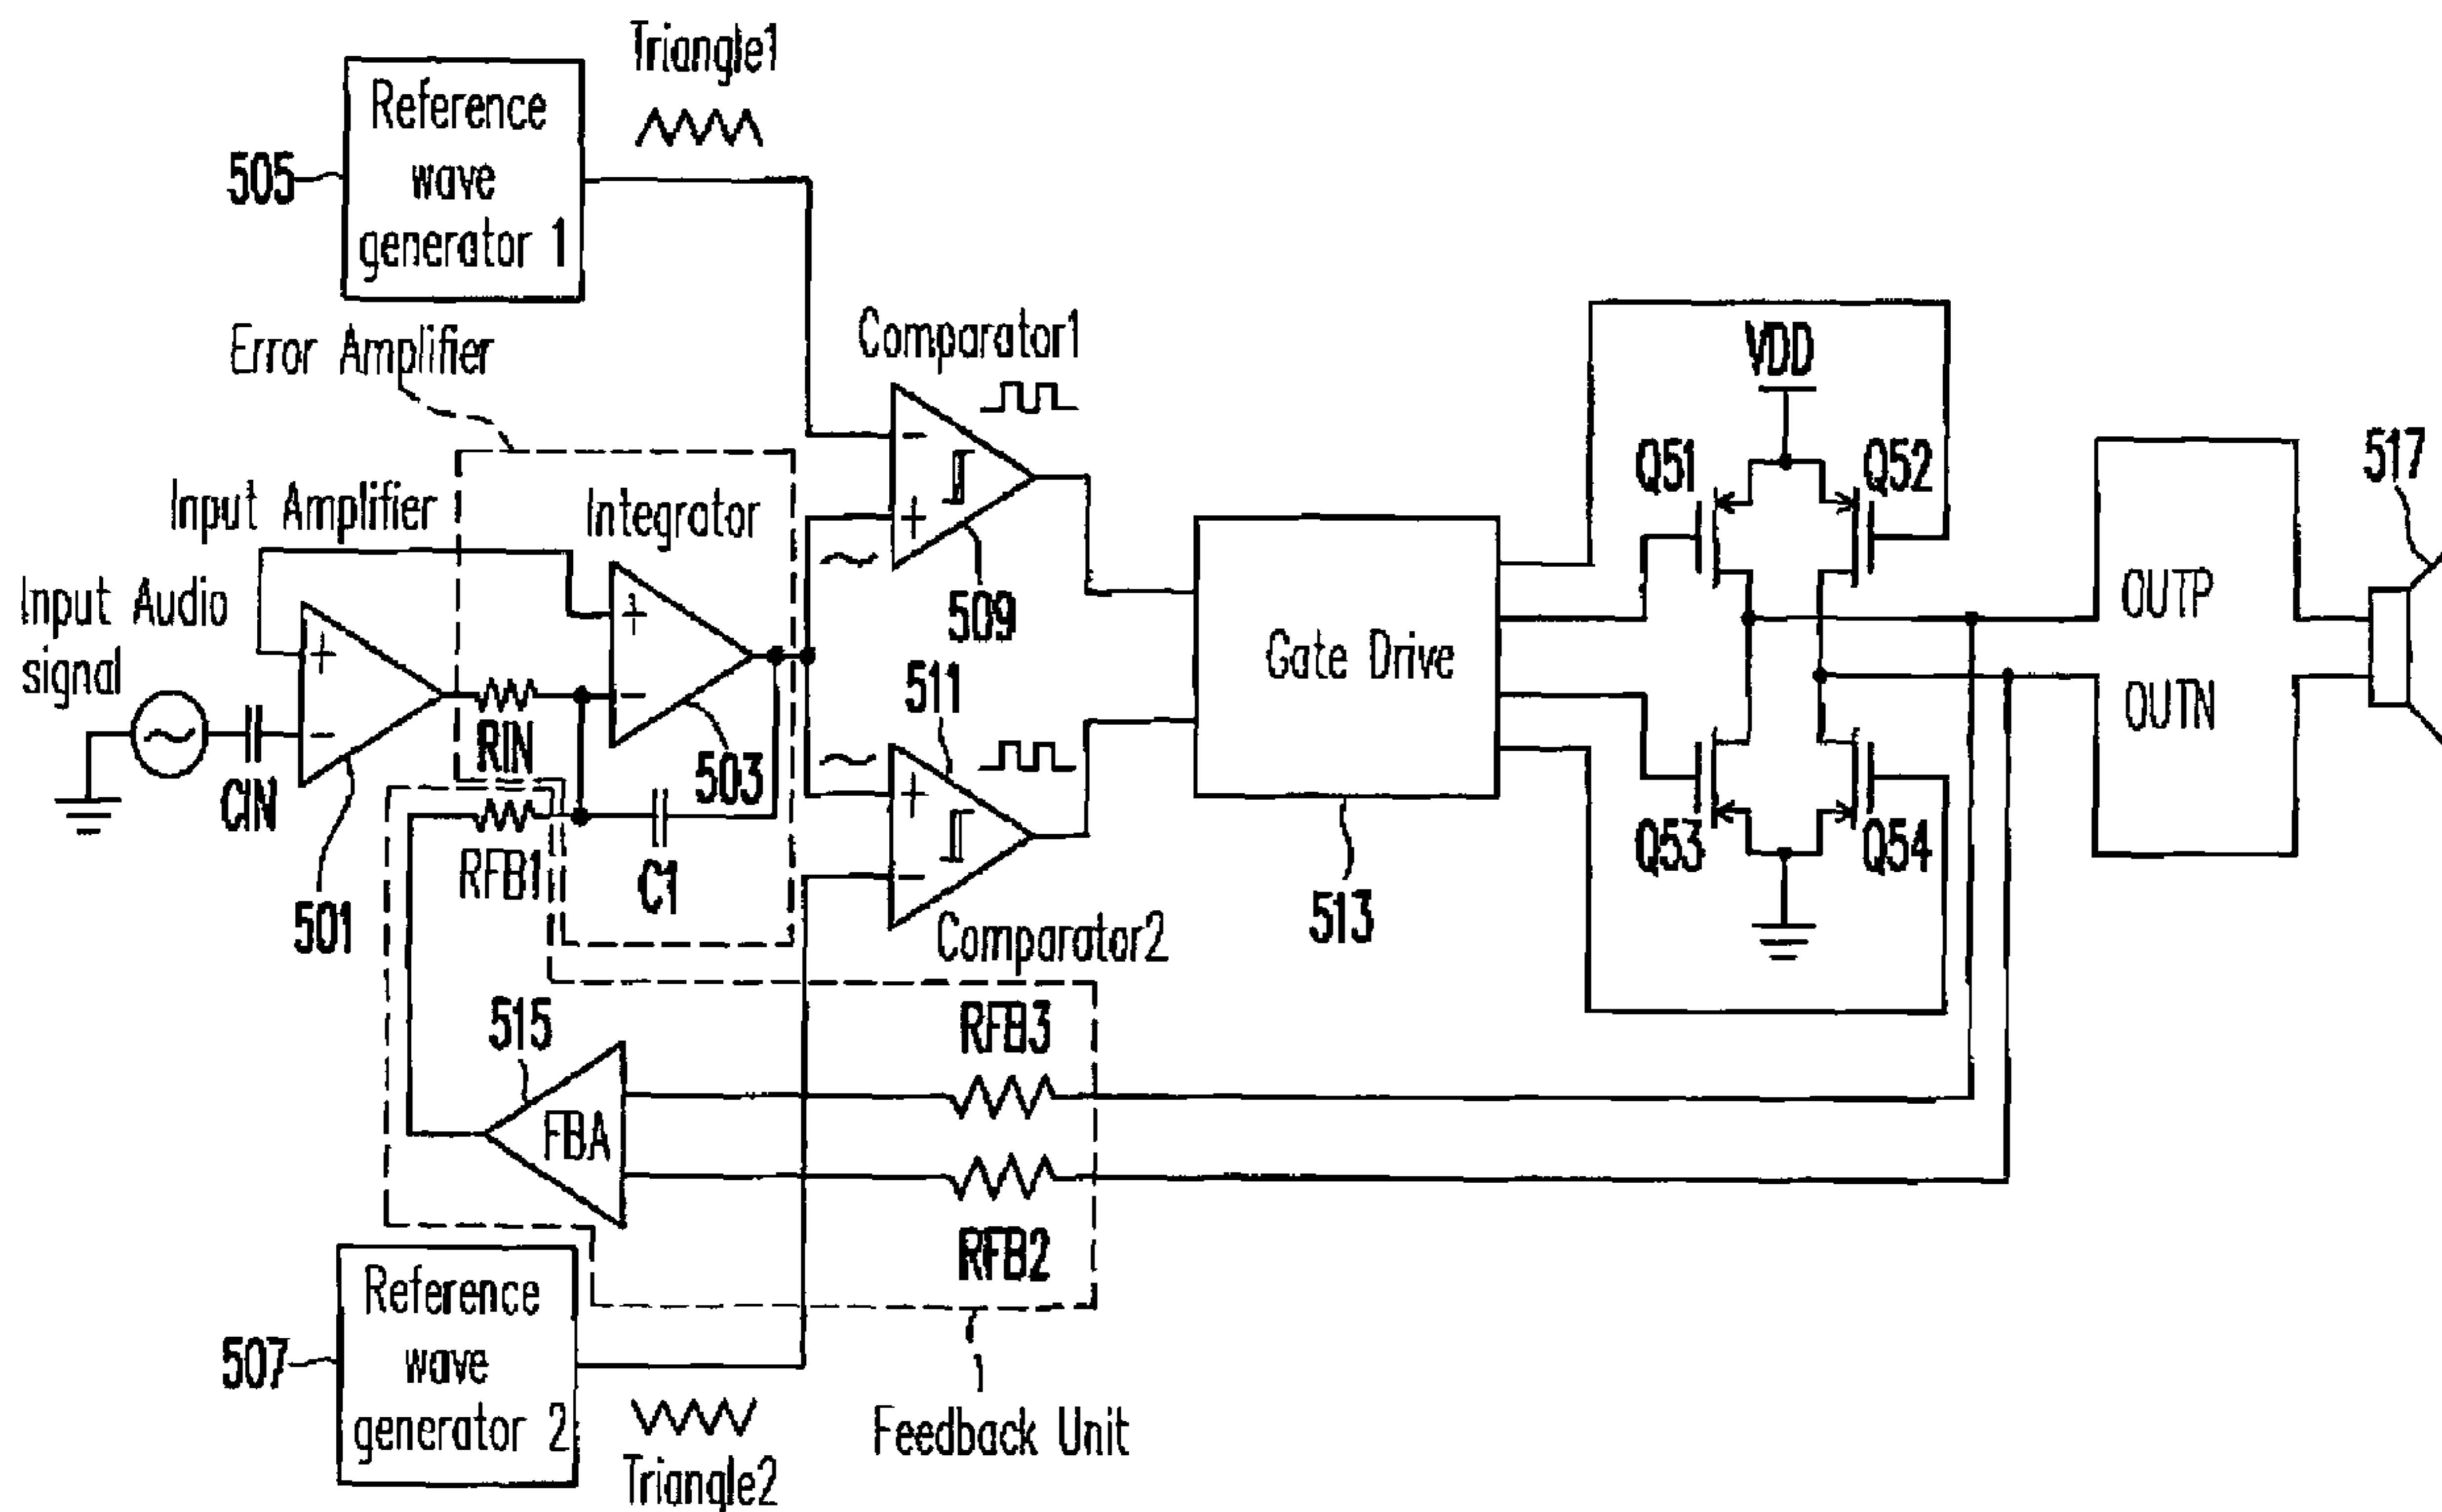 Triangle1
Reference
wave
generator 1
505
Error Amplifier
Comparator1
VDD
Q51
Q52
517
Input Amplifier
Integrator
Input Audio
signal
+
−
+
−
−
+
509
OUTP
Gate Drive
511
OUTN
RIN
503
CIN
+
−
RFB1
C1
501
Q53
Q54
513
Comparator2
515
RFB3
FBA
RFB2
Reference
wave
generator 2
507
Feedback Unit
Triangle2